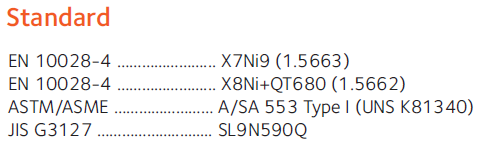 Standard
EN 10028-4 ........................ X7Ni9 (1.5663)
EN 10028-4 ........................ X8Ni+QT680 (1.5662)
ASTM/ASME ........................ A/SA 553 Type I (UNS K81340)
JIS G3127 ............................ SL9N590Q